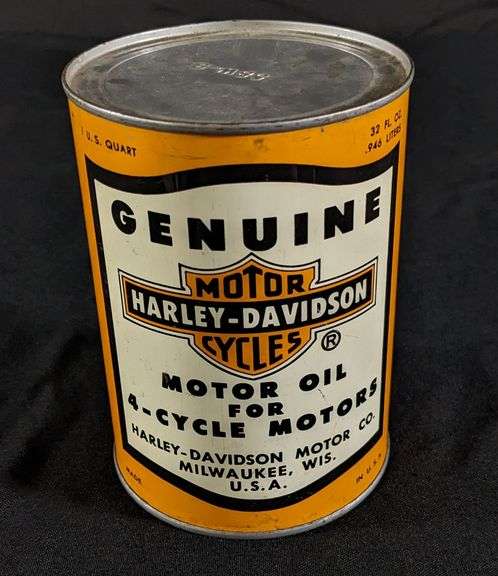 1 U.S. QUART
32 FL. OZ.
.946 LITERS
GENUINE
MOTOR
HARLEY-DAVIDSON
CYCLES ®
MOTOR OIL
FOR
4-CYCLE MOTORS
HARLEY-DAVIDSON MOTOR CO.
MILWAUKEE, WIS.
U.S.A.
MADE
IN U.S.A.